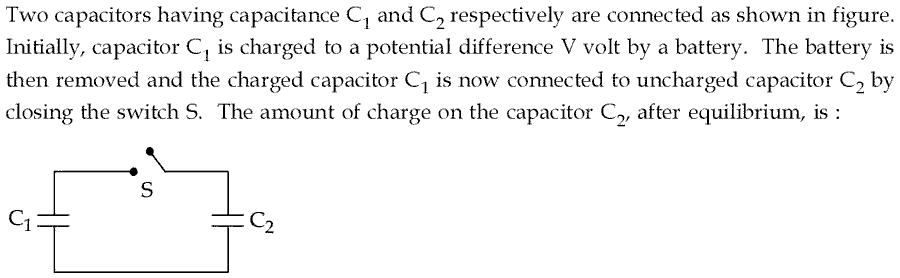 Two capacitors having capacitance C₁ and C₂ respectively are connected as shown in figure.
Initially, capacitor C₁ is charged to a potential difference V volt by a battery. The battery is
then removed and the charged capacitor C₁ is now connected to uncharged capacitor C₂ by
closing the switch S. The amount of charge on the capacitor C₂, after equilibrium, is :
S
C₁
C₂